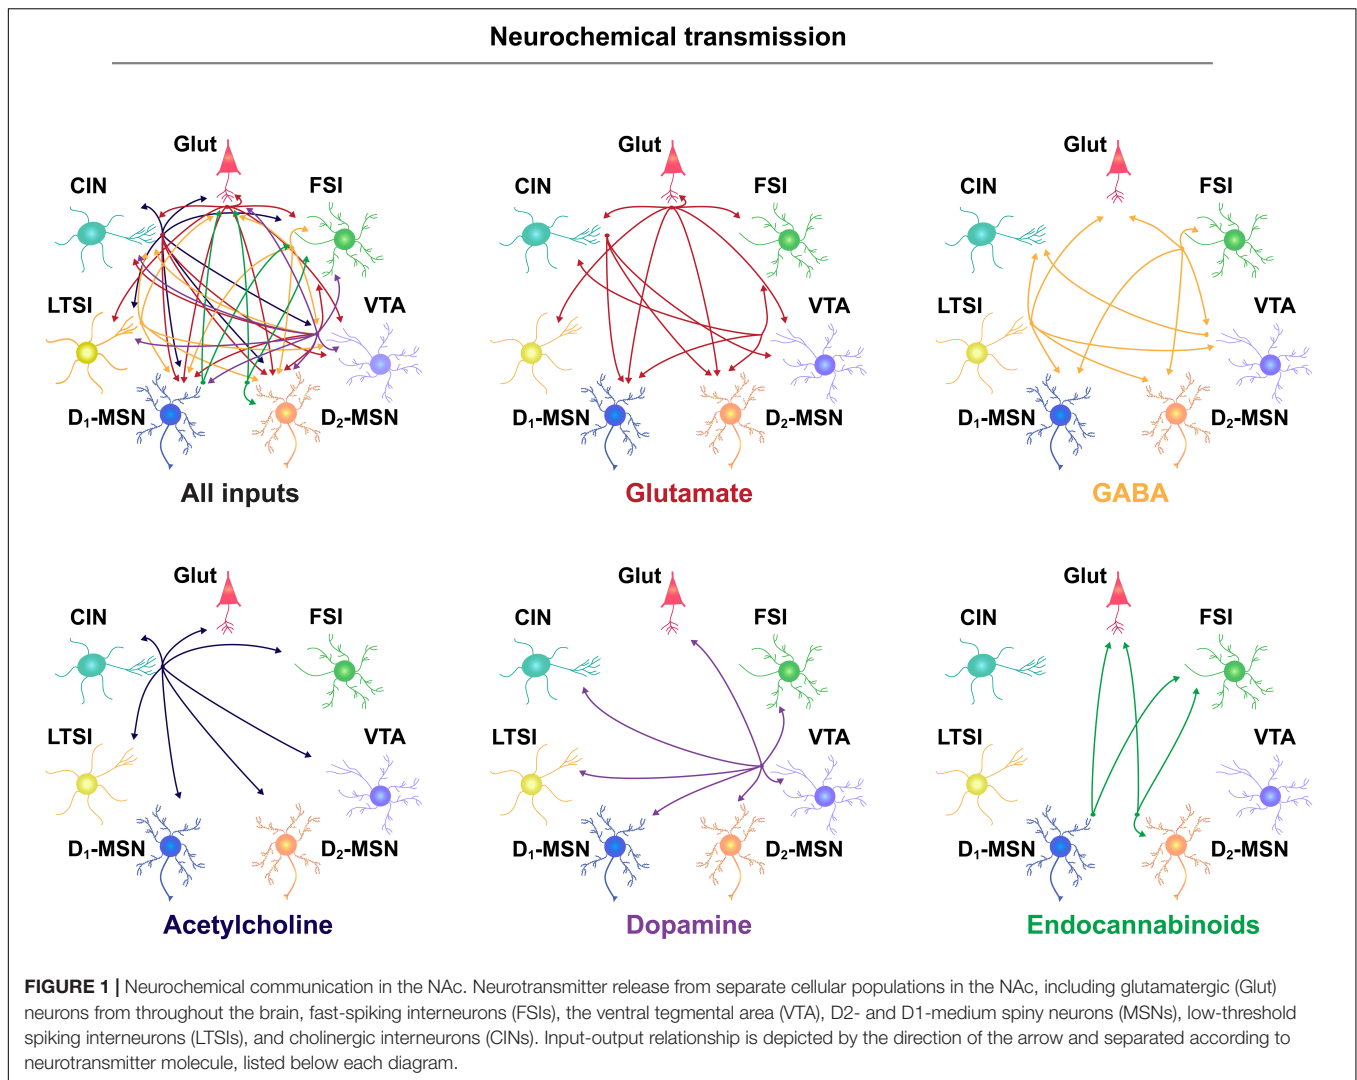 Neurochemical transmission
Glut
CIN
FSI
LTSI
VTA
D₁-MSN
D₂-MSN
All inputs
Glut
CIN
FSI
LTSI
VTA
D₁-MSN
D₂-MSN
Glutamate
Glut
CIN
FSI
LTSI
VTA
D₁-MSN
D₂-MSN
GABA
Glut
CIN
FSI
LTSI
VTA
D₁-MSN
D₂-MSN
Acetylcholine
Glut
CIN
FSI
LTSI
VTA
D₁-MSN
D₂-MSN
Dopamine
Glut
CIN
FSI
LTSI
VTA
D₁-MSN
D₂-MSN
Endocannabinoids
FIGURE 1 | Neurochemical communication in the NAc. Neurotransmitter release from separate cellular populations in the NAc, including glutamatergic (Glut)
neurons from throughout the brain, fast-spiking interneurons (FSIs), the ventral tegmental area (VTA), D2- and D1-medium spiny neurons (MSNs), low-threshold
spiking interneurons (LTSIs), and cholinergic interneurons (CINs). Input-output relationship is depicted by the direction of the arrow and separated according to
neurotransmitter molecule, listed below each diagram.